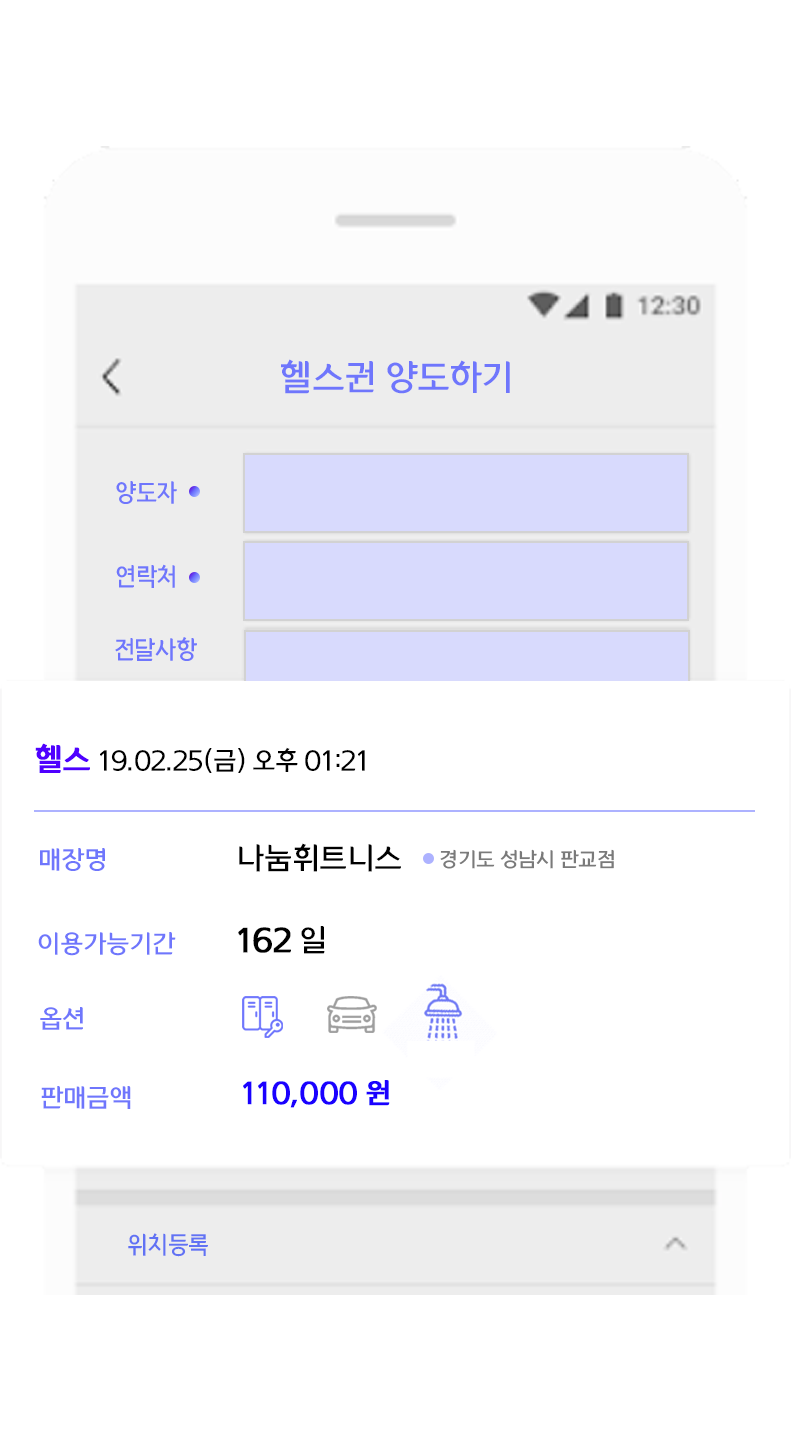 12:30
헬스권 양도하기
양도자
연락처
전달사항
헬스 19.02.25(금) 오후 01:21
매장명 나눔휘트니스 경기도 성남시 판교점
이용가능기간 162 일
옵션
판매금액 110,000 원
위치등록